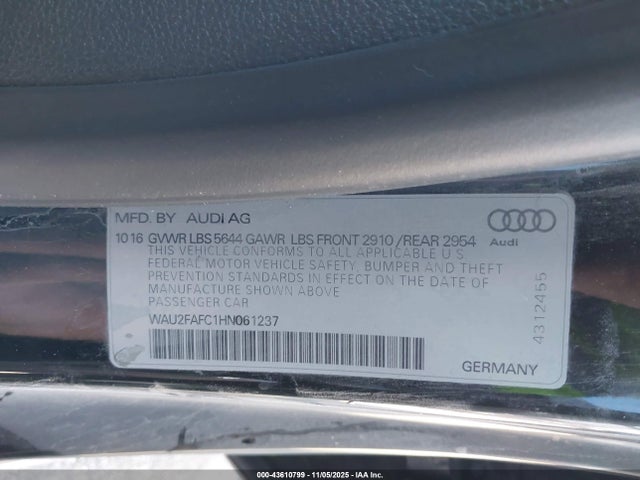 MFD. BY AUDI AG
Audi
10 16 GVWR LBS 5644 GAWR LBS FRONT 2910 /REAR 2954
THIS VEHICLE CONFORMS TO ALL APPLICABLE U S
FEDERAL MOTOR VEHICLE SAFETY, BUMPER AND THEFT
PREVENTION STANDARDS IN EFFECT ON THE DATE OF
MANUFACTURE SHOWN ABOVE
PASSENGER CAR
WAU2FAFC1HN061237
4312455
GERMANY
000-43610799 - 11/05/2025 - IAA Inc.